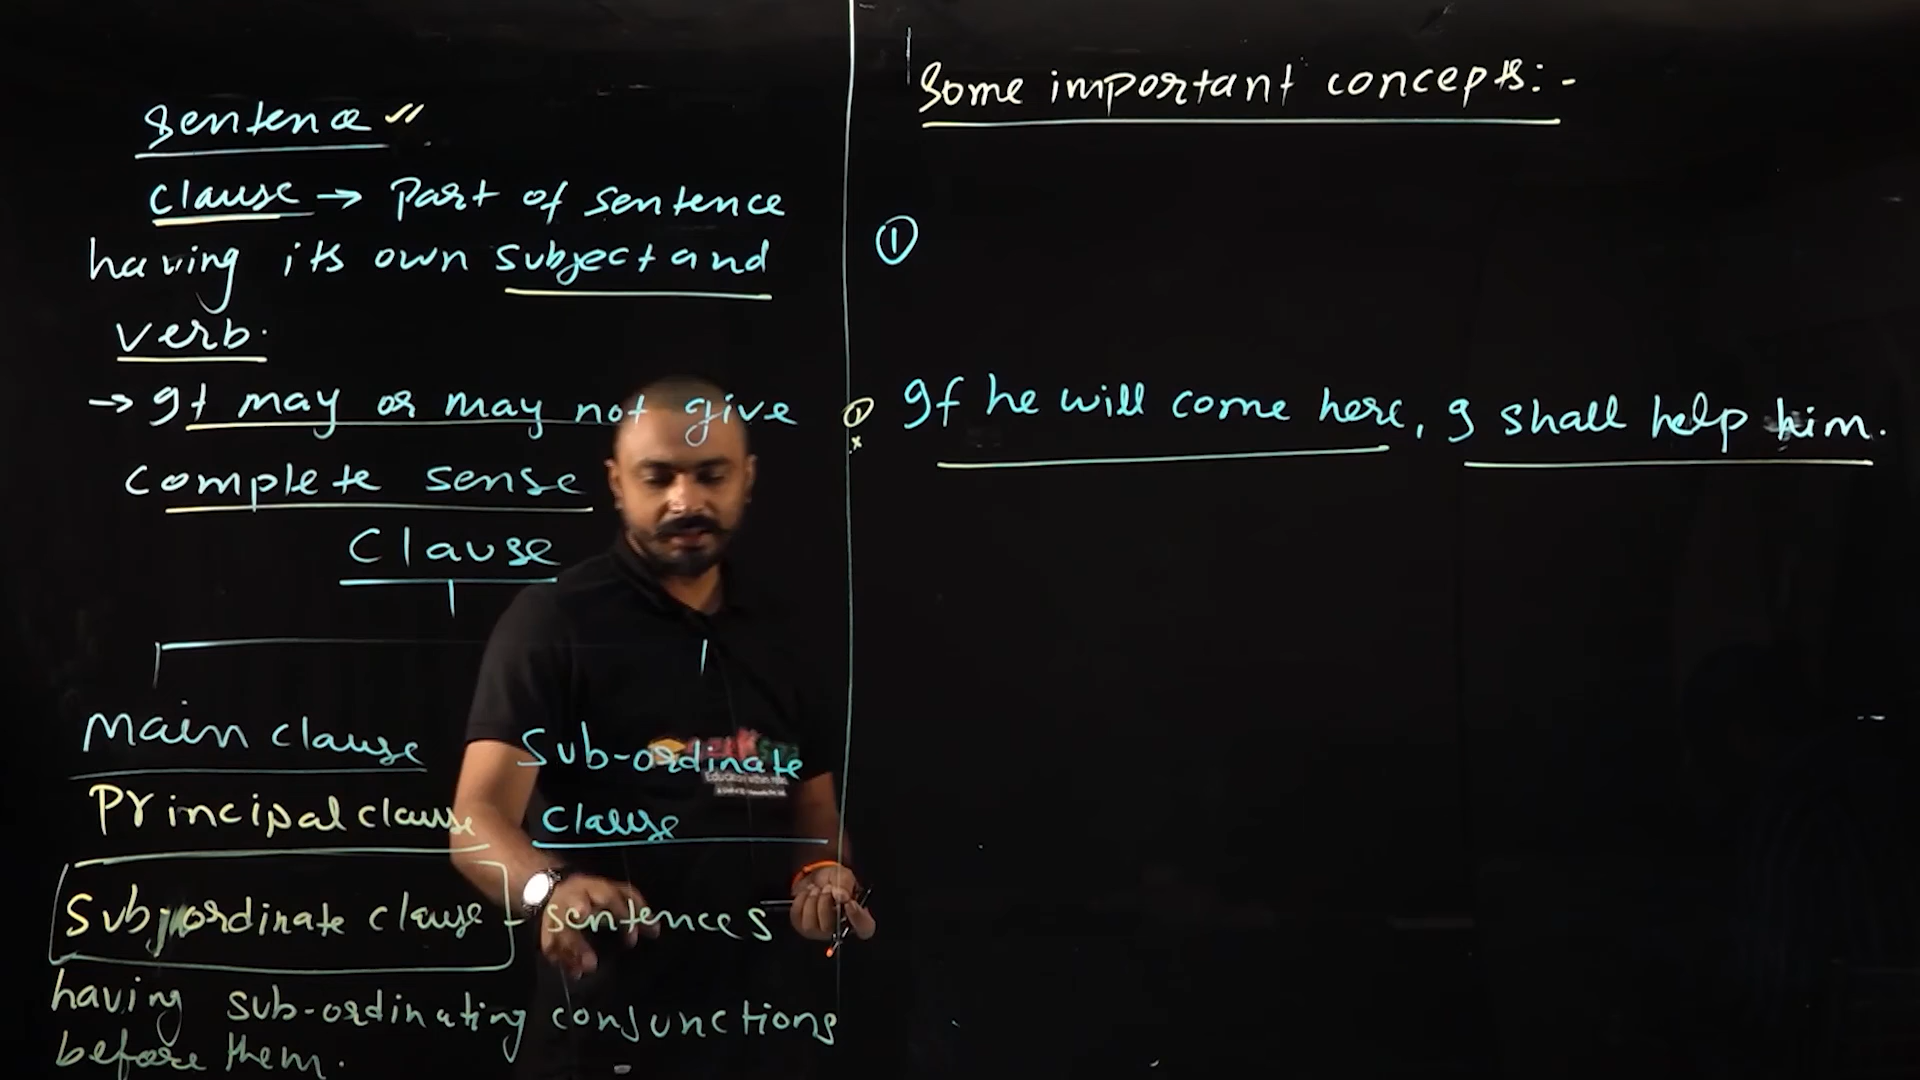 Sentence
Clause → Part of sentence
having its own subject and
verb.
→ It may or may not give
complete sense
Clause
Main clause
Sub-ordinate
Principal clause
clause
Subordinate clause - sentences
having sub-ordinating conjunctions
before them.
Some important concepts:-
①
① If he will come here, I shall help him.
x